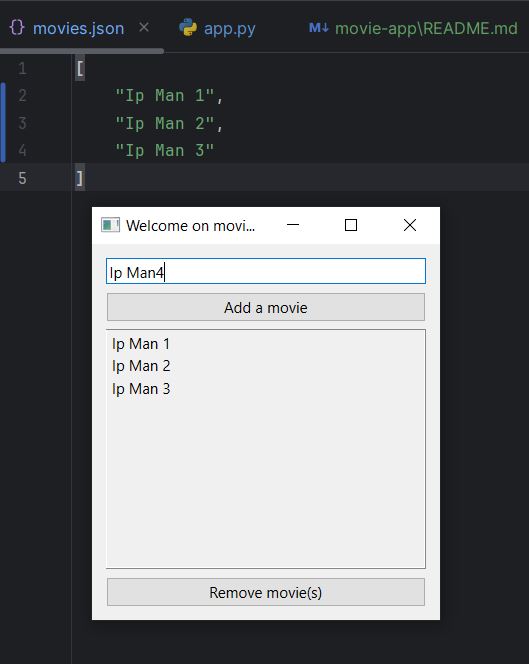 {} movies.json × app.py M↓ movie-app\README.md
1 [
2 "Ip Man 1",
3 "Ip Man 2",
4 "Ip Man 3"
5 ]
Welcome on movi...
Ip Man4
Add a movie
Ip Man 1
Ip Man 2
Ip Man 3
Remove movie(s)